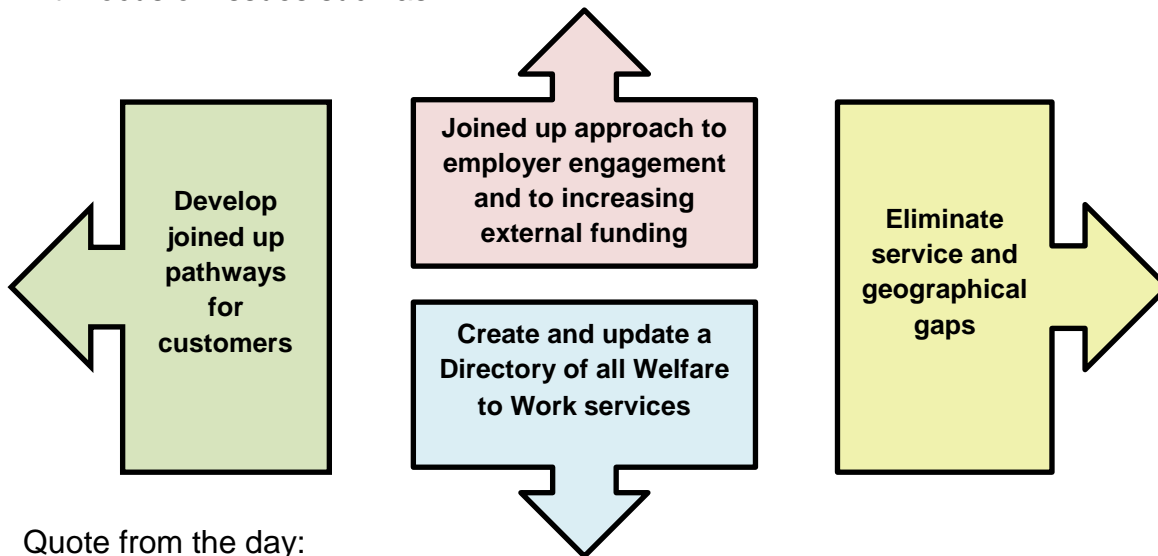 Develop
joined up
pathways
for
customers
Joined up approach to
employer engagement
and to increasing
external funding
Create and update a
Directory of all Welfare
to Work services
Eliminate
service and
geographical
gaps
Quote from the day: